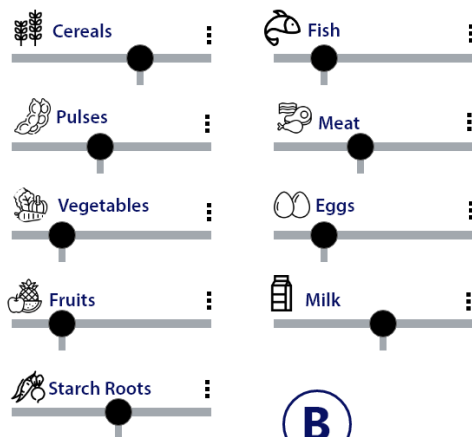 Cereals
Fish
Pulses
Meat
Vegetables
Eggs
Fruits
Milk
Starch Roots
B